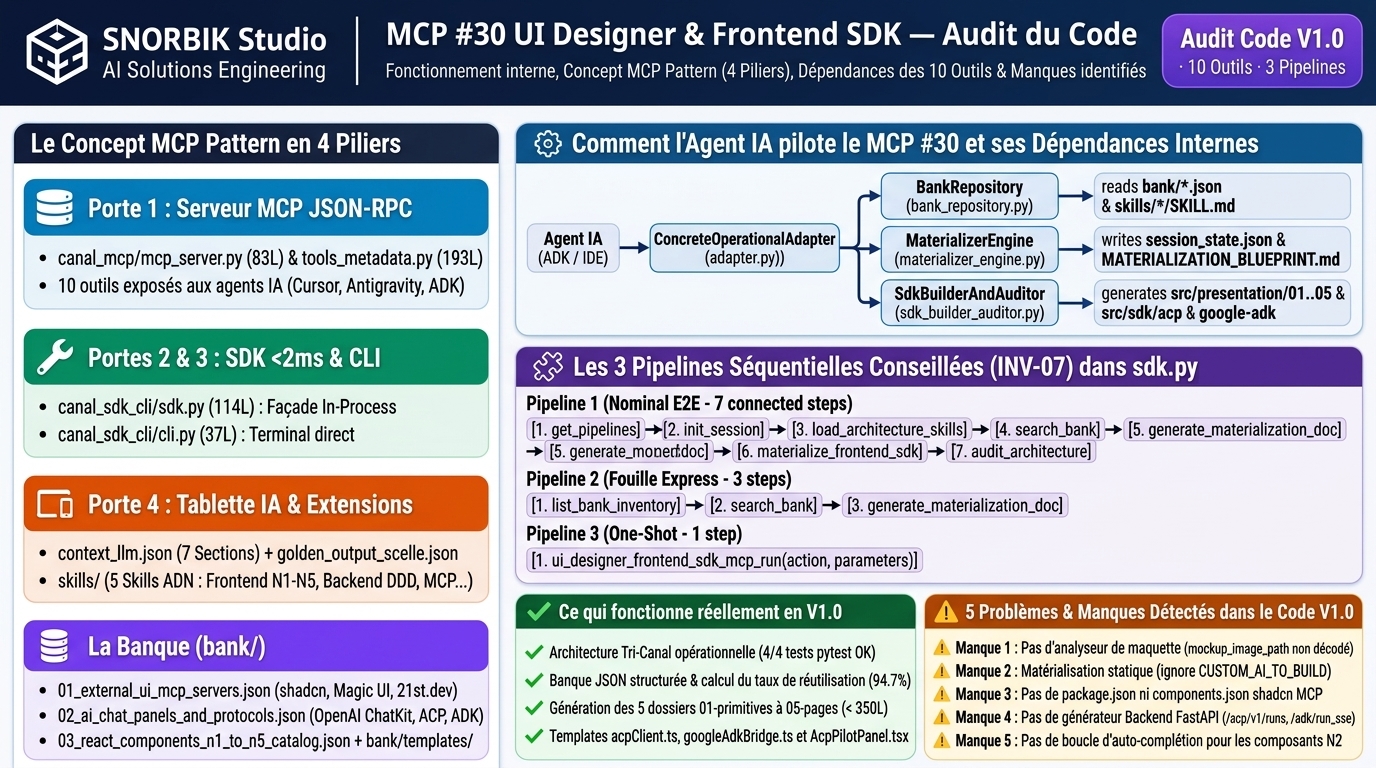 SNORBIK Studio
AI Solutions Engineering
MCP #30 UI Designer & Frontend SDK — Audit du Code
Fonctionnement interne, Concept MCP Pattern (4 Piliers), Dépendances des 10 Outils & Manques identifiés
Audit Code V1.0
· 10 Outils · 3 Pipelines
Le Concept MCP Pattern en 4 Piliers
Porte 1 : Serveur MCP JSON-RPC
• canal_mcp/mcp_server.py (83L) & tools_metadata.py (193L)
• 10 outils exposés aux agents IA (Cursor, Antigravity, ADK)
Portes 2 & 3 : SDK <2ms & CLI
• canal_sdk_cli/sdk.py (114L) : Façade In-Process
• canal_sdk_cli/cli.py (37L) : Terminal direct
Porte 4 : Tablette IA & Extensions
• context_llm.json (7 Sections) + golden_output_scelle.json
• skills/ (5 Skills ADN : Frontend N1-N5, Backend DDD, MCP...)
La Banque (bank/)
• 01_external_ui_mcp_servers.json (shadcn, Magic UI, 21st.dev)
• 02_ai_chat_panels_and_protocols.json (OpenAI ChatKit, ACP, ADK)
• 03_react_components_n1_to_n5_catalog.json + bank/templates/
Comment l'Agent IA pilote le MCP #30 et ses Dépendances Internes
Agent IA
(ADK / IDE)
ConcreteOperationalAdapter
(adapter.py))
BankRepository
(bank_repository.py)
reads bank/*.json
& skills/*/SKILL.md
MaterializerEngine
(materializer_engine.py)
writes session_state.json &
MATERIALIZATION_BLUEPRINT.md
SdkBuilderAndAuditor
(sdk_builder_auditor.py)
generates src/presentation/01..05 &
src/sdk/acp & google-adk
Les 3 Pipelines Séquentielles Conseillées (INV-07) dans sdk.py
Pipeline 1 (Nominal E2E - 7 connected steps)
[1. get_pipelines] → [2. init_session] → [3. load_architecture_skills] → [4. search_bank] → [5. generate_materialization_doc]
→ [5. → [6. materialize_frontend_sdk] → [7. audit_architecture]
Pipeline 2 (Fouille Express - 3 steps)
[1. list_bank_inventory] → [2. search_bank] → [3. generate_materialization_doc]
Pipeline 3 (One-Shot - 1 step)
[1. ui_designer_frontend_sdk_mcp_run(action, parameters)]
Ce qui fonctionne réellement en V1.0
Architecture Tri-Canal opérationnelle (4/4 tests pytest OK)
Banque JSON structurée & calcul du taux de réutilisation (94.7%)
Génération des 5 dossiers 01-primitives à 05-pages (< 350L)
Templates acpClient.ts, googleAdkBridge.ts et AcpPilotPanel.tsx
5 Problèmes & Manques Détectés dans le Code V1.0
Manque 1 : Pas d'analyseur de maquette (mockup_image_path non décodé)
Manque 2 : Matérialisation statique (ignore CUSTOM_AI_TO_BUILD)
Manque 3 : Pas de package.json ni components.json shadcn MCP
Manque 4 : Pas de générateur Backend FastAPI (/acp/v1/runs, /adk/run_sse)
Manque 5 : Pas de boucle d'auto-complétion pour les composants N2